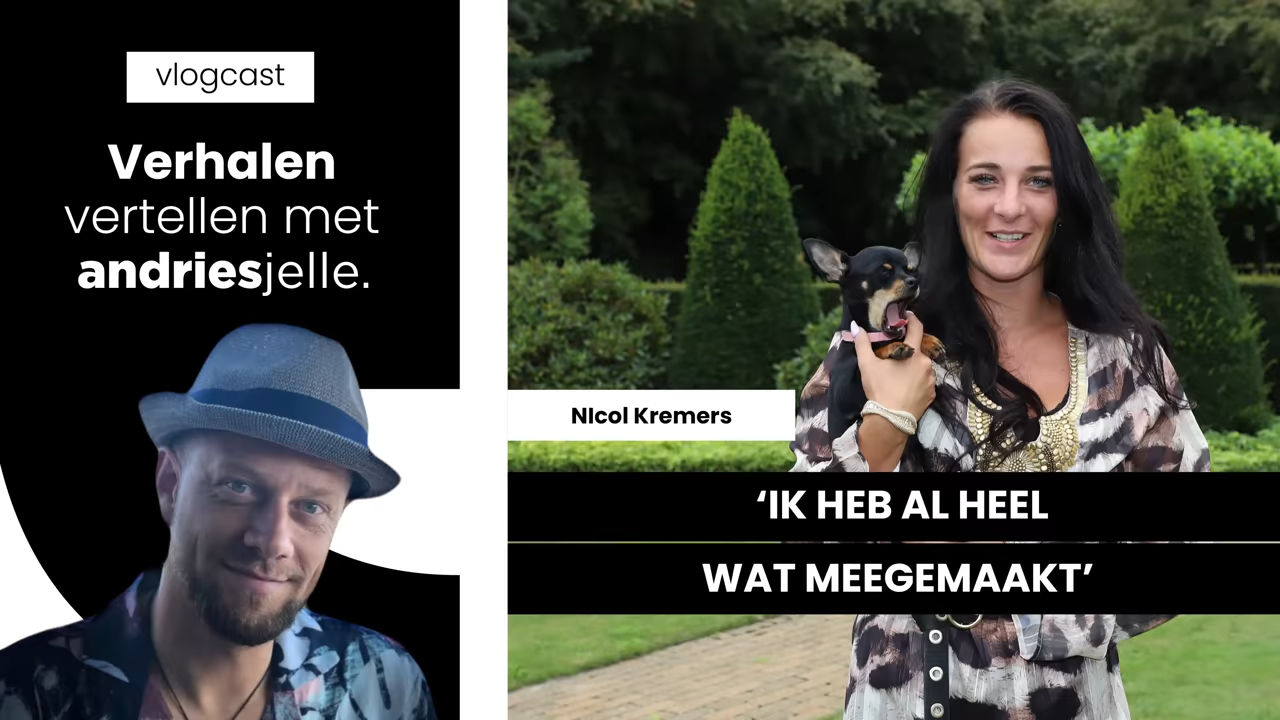 vlogcast
Verhalen
vertellen met
andriesjelle.
NIcol Kremers
‘IK HEB AL HEEL
WAT MEEGEMAAKT’